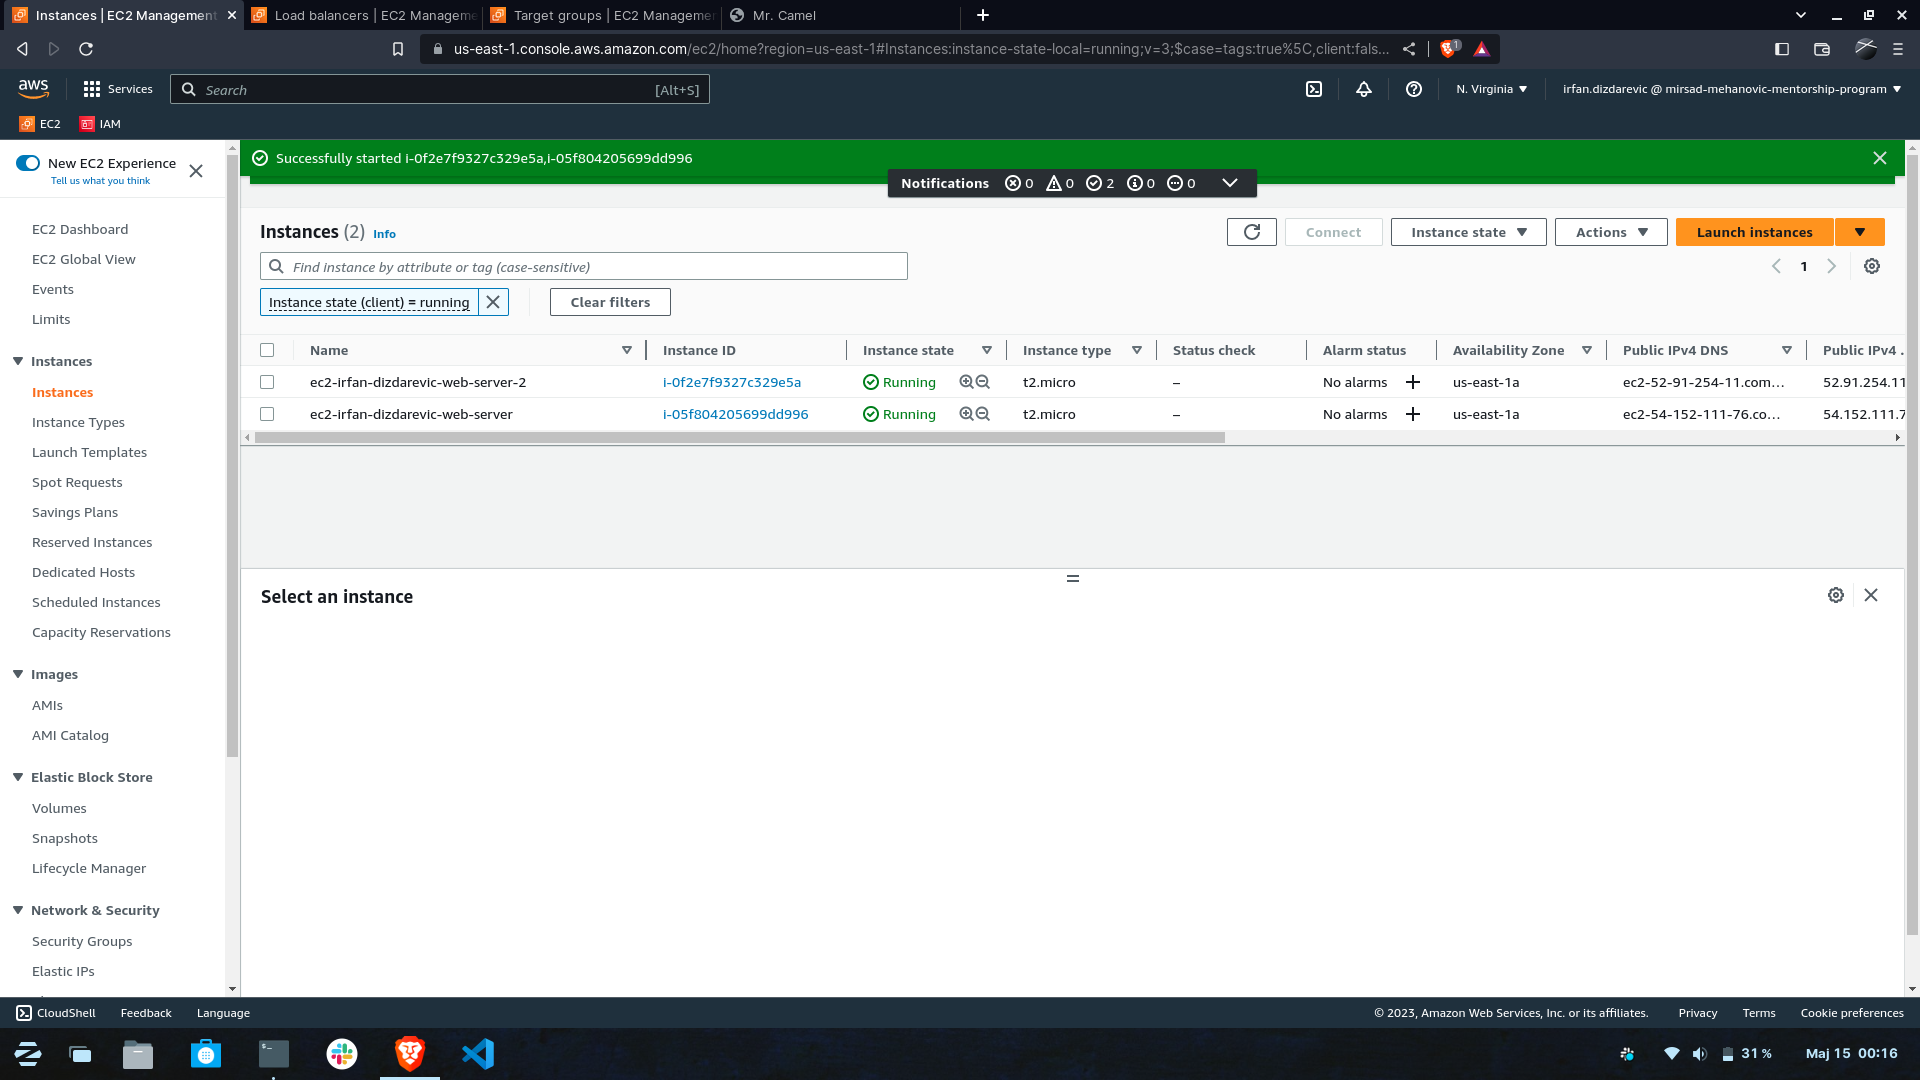 Instances | EC2 Management
Load balancers | EC2 Manageme
Target groups | EC2 Managemen
Mr. Camel
us-east-1.console.aws.amazon.com/ec2/home?region=us-east-1#Instances:instance-state-local=running;v=3;$case=tags:true%5C,client:fals...
1
aws
Services
Search
[Alt+S]
N. Virginia
irfan.dizdarevic @ mirsad-mehanovic-mentorship-program
EC2
IAM
New EC2 Experience
Tell us what you think
EC2 Dashboard
EC2 Global View
Events
Limits
Instances
Instances
Instance Types
Launch Templates
Spot Requests
Savings Plans
Reserved Instances
Dedicated Hosts
Scheduled Instances
Capacity Reservations
Images
AMIs
AMI Catalog
Elastic Block Store
Volumes
Snapshots
Lifecycle Manager
Network & Security
Security Groups
Elastic IPs
Successfully started i-0f2e7f9327c329e5a,i-05f804205699dd996
Notifications 0 0 2 0 0
Instances (2) Info
Connect
Instance state
Actions
Launch instances
Find instance by attribute or tag (case-sensitive)
1
Instance state (client) = running
Clear filters
Name Instance ID Instance state Instance type Status check Alarm status Availability Zone Public IPv4 DNS Public IPv4 .
ec2-irfan-dizdarevic-web-server-2 i-0f2e7f9327c329e5a Running t2.micro – No alarms us-east-1a ec2-52-91-254-11.com... 52.91.254.11
ec2-irfan-dizdarevic-web-server i-05f804205699dd996 Running t2.micro – No alarms us-east-1a ec2-54-152-111-76.co... 54.152.111.7
Select an instance
CloudShell
Feedback
Language
© 2023, Amazon Web Services, Inc. or its affiliates.
Privacy
Terms
Cookie preferences
31 %
Maj 15 00:16